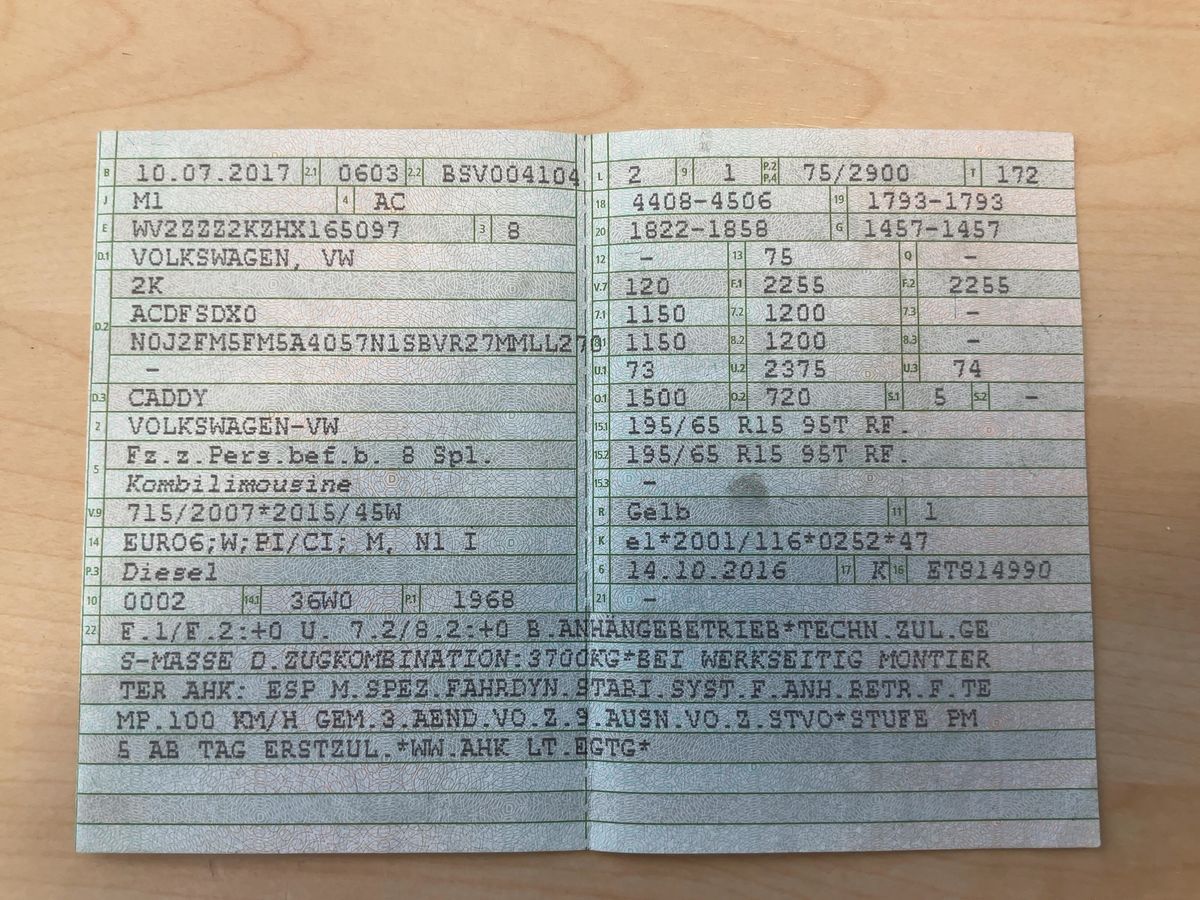 B 10.07.2017 2.1 0603 2.2 BSV004104
J M1 4 AC
E WV2ZZZ2KZHX165097 3 8
D.1 VOLKSWAGEN, VW
2K
D.2 ACDFSDX0
N0J2FM5FM5A4057N1SBVR27MMLL270
-
D.3 CADDY
2 VOLKSWAGEN-VW
5 Fz.z.Pers.bef.b. 8 Spl.
Kombilimousine
V.9 715/2007*2015/45W
14 EURO6;W;PI/CI; M, N1 I
P.3 Diesel
10 0002 14.1 36W0 P.1 1968
L 2 9 1 P.2 P.4 75/2900 T 172
18 4408-4506 19 1793-1793
20 1822-1858 G 1457-1457
12 - 13 75 Q -
V.7 120 F.1 2255 F.2 2255
7.1 1150 7.2 1200 7.3 -
8.1 1150 8.2 1200 8.3 -
U.1 73 U.2 2375 U.3 74
O.1 1500 O.2 720 S.1 5 S.2 -
15.1 195/65 R15 95T RF.
15.2 195/65 R15 95T RF.
15.3 -
R Gelb 11 1
K e1*2001/116*0252*47
6 14.10.2016 17 K 16 ET814990
21 -
22 F.1/F.2:+0 U. 7.2/8.2:+0 B.ANHÄNGEBETRIEB*TECHN.ZUL.GE
S-MASSE D.ZUGKOMBINATION:3700KG*BEI WERKSEITIG MONTIER
TER AHK: ESP M.SPEZ.FAHRDYN.STABI.SYST.F.ANH.BETR.F.TE
MP.100 KM/H GEM.3.AEND.VO.Z.9.AUSN.VO.Z.STVO*STUFE PM
5 AB TAG ERSTZUL.*WW.AHK LT.EGTG*